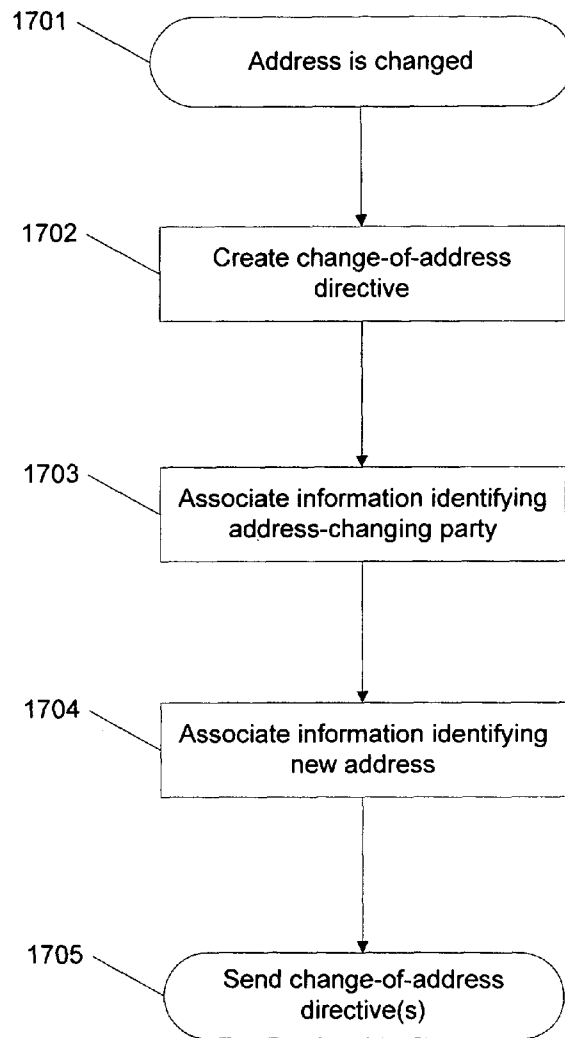 1701
Address is changed
1702
Create change-of-address
directive
1703
Associate information identifying
address-changing party
1704
Associate information identifying
new address
1705
Send change-of-address
directive(s)